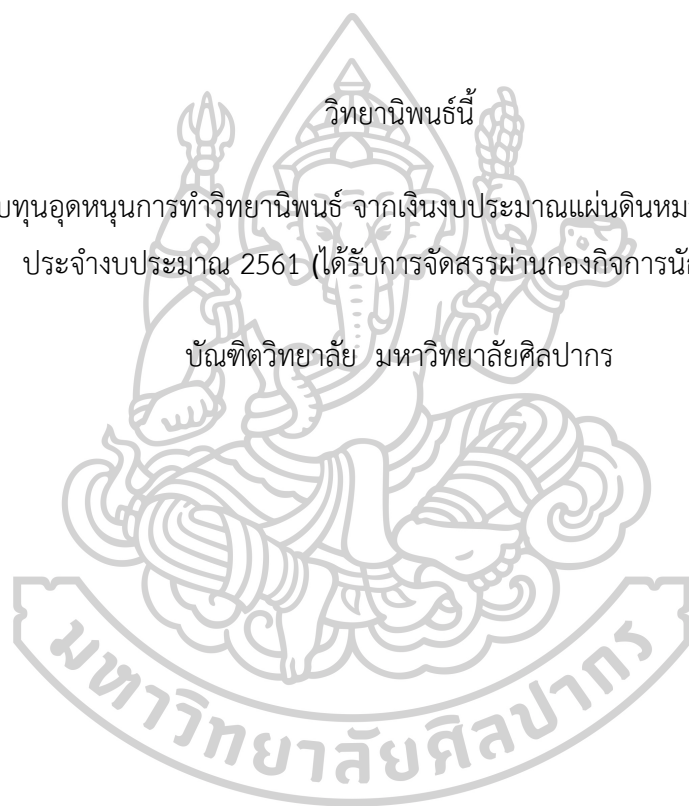 วิทยานิพนธ์นี้
บทุนอุดหนุนการทำวิทยานิพนธ์ จากเงินงบประมาณแผ่นดินหม
ประจำงบประมาณ 2561 (ได้รับการจัดสรรผ่านกองกิจการนั
บัณฑิตวิทยาลัย มหาวิทยาลัยศิลปากร
มหาวิทยาลัยศิลปากร